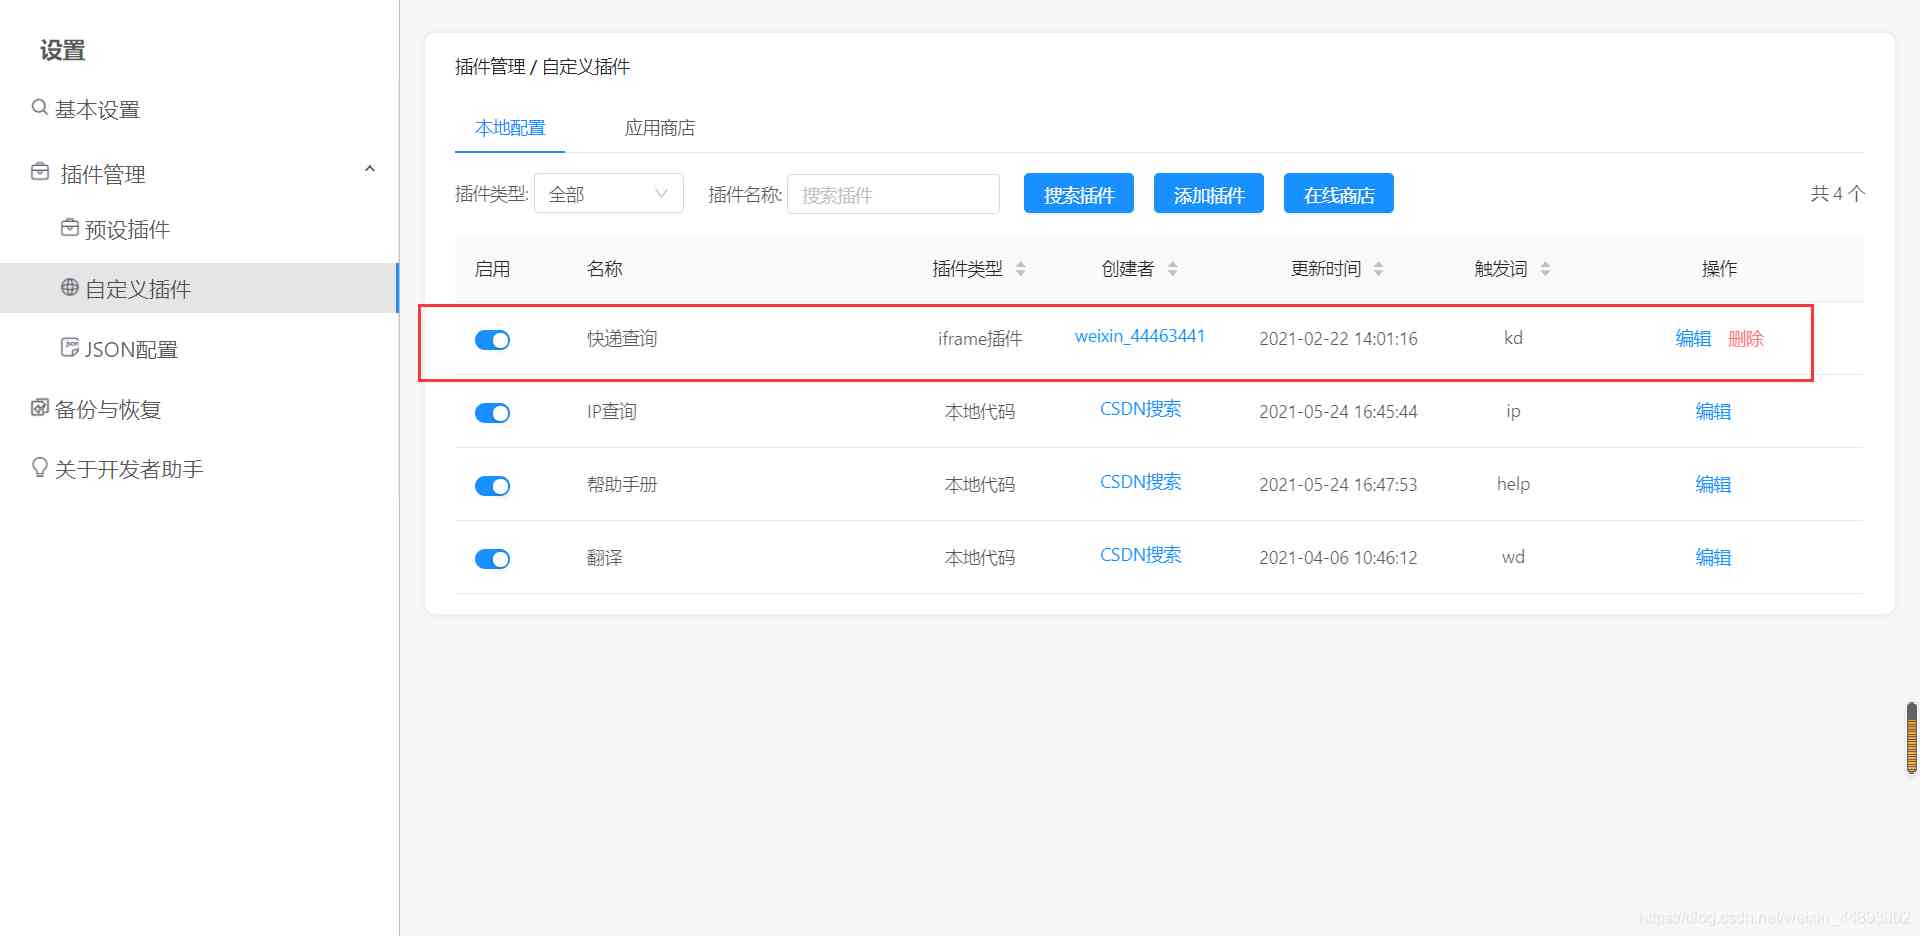 设置
基本设置
插件管理
预设插件
自定义插件
JSON配置
备份与恢复
关于开发者助手
插件管理 / 自定义插件
本地配置 应用商店
插件类型: 全部 插件名称: 搜索插件 搜索插件 添加插件 在线商店 共 4 个
启用 名称 插件类型 创建者 更新时间 触发词 操作
快递查询 iframe插件 weixin_44463441 2021-02-22 14:01:16 kd 编辑 删除
IP查询 本地代码 CSDN搜索 2021-05-24 16:45:44 ip 编辑
帮助手册 本地代码 CSDN搜索 2021-05-24 16:47:53 help 编辑
翻译 本地代码 CSDN搜索 2021-04-06 10:46:12 wd 编辑